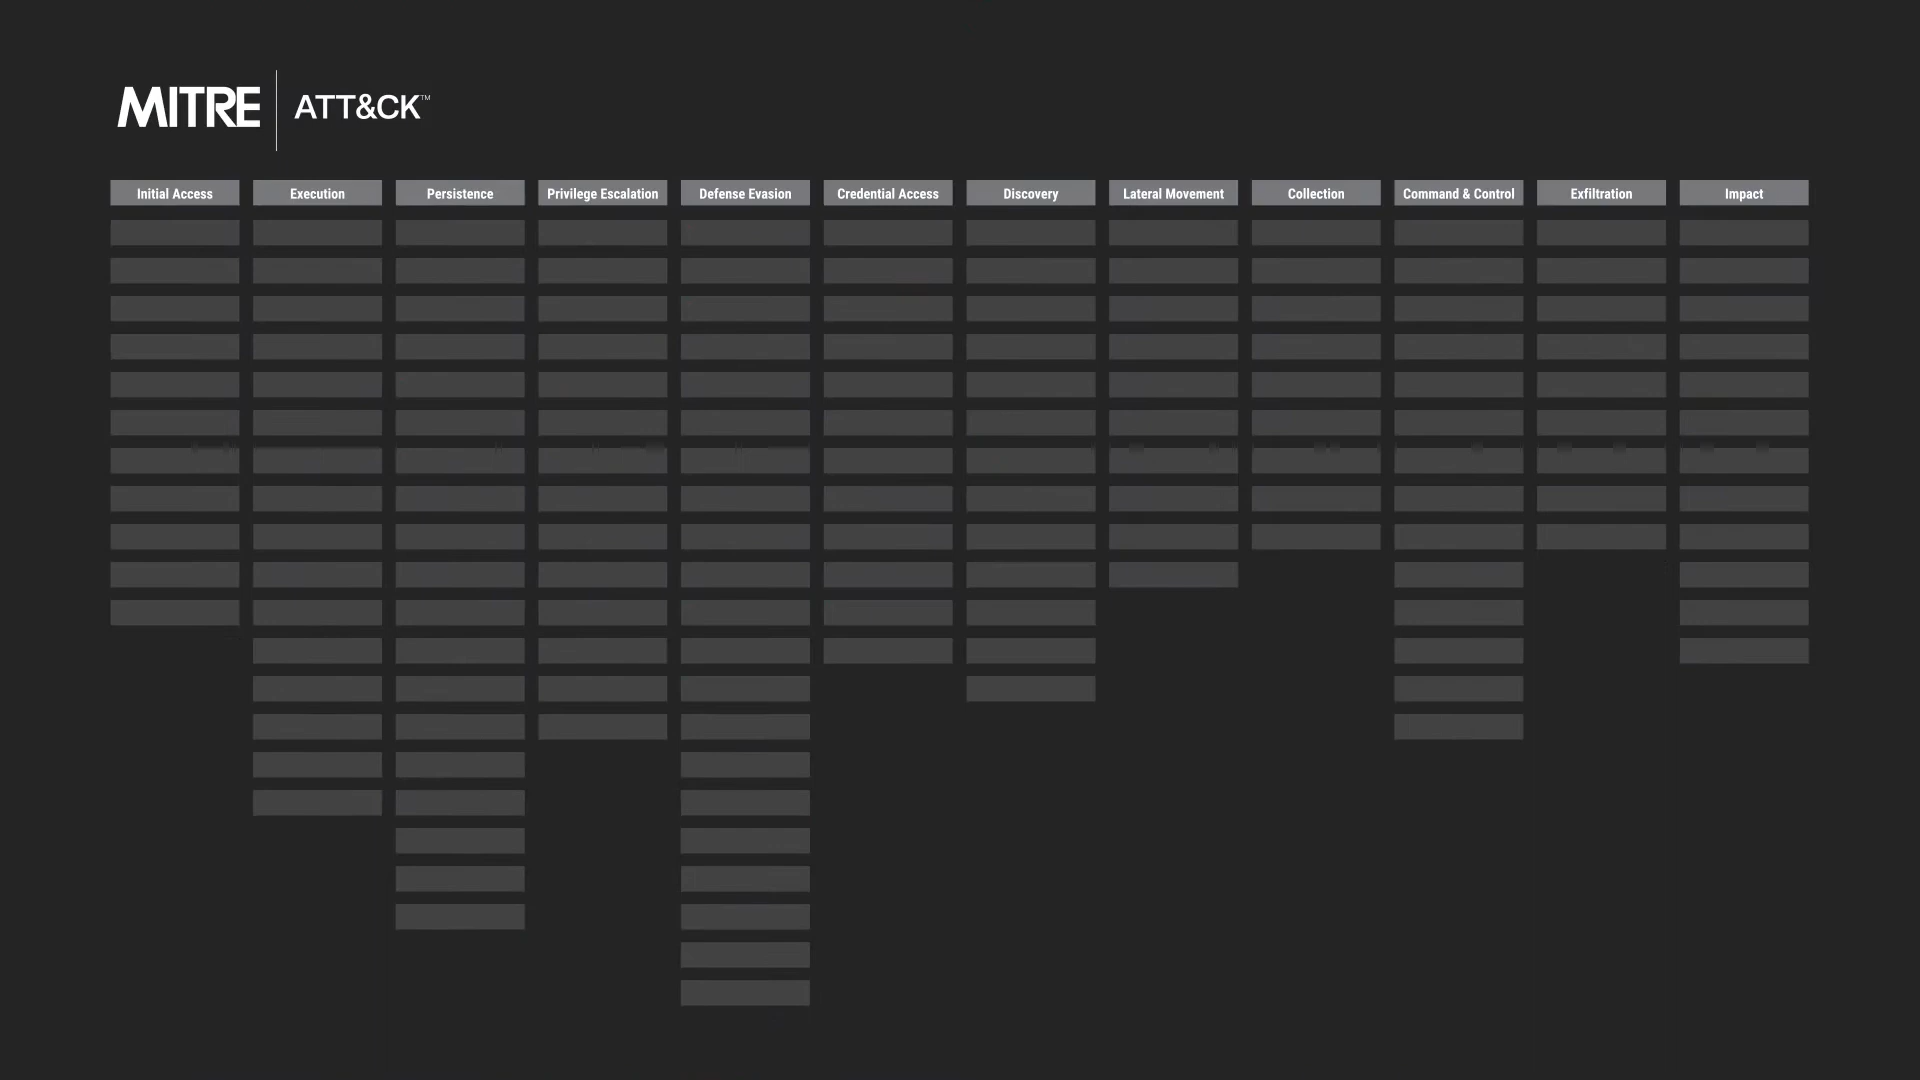 MITRE | ATT&CK™
Initial Access Execution Persistence Privilege Escalation Defense Evasion Credential Access Discovery Lateral Movement Collection Command & Control Exfiltration Impact